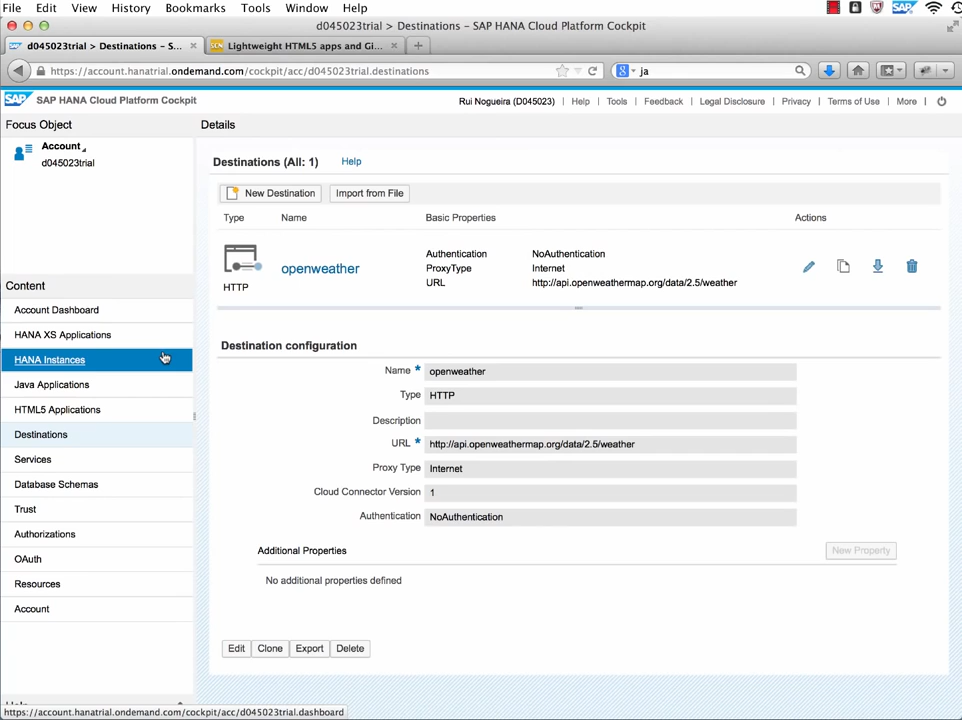 File Edit View History Bookmarks Tools Window Help
d045023trial > Destinations - SAP HANA Cloud Platform Cockpit
d045023trial > Destinations - S...
Lightweight HTML5 apps and Gi...
https://account.hanatrial.ondemand.com/cockpit/acc/d045023trial.destinations
ja
SAP HANA Cloud Platform Cockpit
Rui Nogueira (D045023) | Help | Tools | Feedback | Legal Disclosure | Privacy | Terms of Use | More |
Focus Object
Details
Account
d045023trial
Destinations (All: 1) Help
New Destination Import from File
Type Name Basic Properties Actions
HTTP
openweather
Authentication NoAuthentication
ProxyType Internet
URL http://api.openweathermap.org/data/2.5/weather
Content
Account Dashboard
HANA XS Applications
HANA Instances
Java Applications
HTML5 Applications
Destinations
Services
Database Schemas
Trust
Authorizations
OAuth
Resources
Account
Destination configuration
Name * openweather
Type HTTP
Description
URL * http://api.openweathermap.org/data/2.5/weather
Proxy Type Internet
Cloud Connector Version 1
Authentication NoAuthentication
Additional Properties
New Property
No additional properties defined
Edit Clone Export Delete
https://account.hanatrial.ondemand.com/cockpit/acc/d045023trial.dashboard